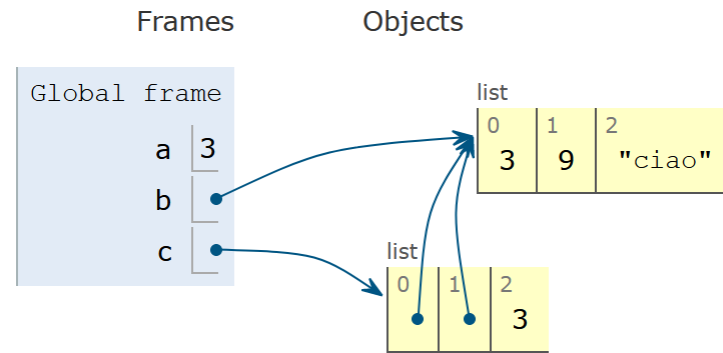 Frames Objects
Global frame
a 3
b
c
list
0 1 2
3 9 "ciao"
list
0 1 2
3